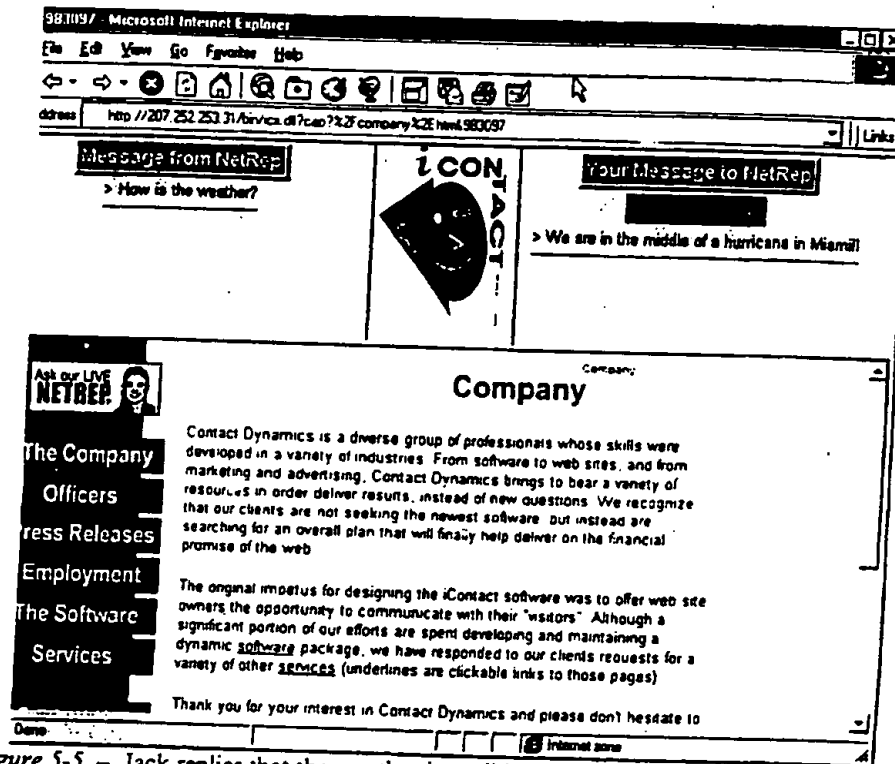 983097 - Microsoft Internet Explorer
File Edit View Go Favorites Help
ddress http //207.252 253.31/bin/icx.dll?cap?%2Fcompany%2Ehtml.983097
Links
Message from NetRep
> How is the weather?
iCONTACT
Your Message to NetRep
> We are in the middle of a hurricane in Miami!!
Ask our LIVE
NETREP.
The Company
Officers
ress Releases
Employment
The Software
Services
Company
Company
Contact Dynamics is a diverse group of professionals whose skills were
developed in a variety of industries. From software to web sites, and from
marketing and advertising, Contact Dynamics brings to bear a variety of
resources in order deliver results, instead of new questions. We recognize
that our clients are not seeking the newest software but instead are
searching for an overall plan that will finally help deliver on the financial
promise of the web
The original impetus for designing the iContact software was to offer web site
owners the opportunity to communicate with their "visitors" Although a
significant portion of our efforts are spent developing and maintaining a
dynamic software package, we have responded to our clients requests for a
variety of other services (underlines are clickable links to those pages)
Thank you for your interest in Contact Dynamics and please don't hesitate to
Done
Internet zone
gure 5-5 – Jack replies that